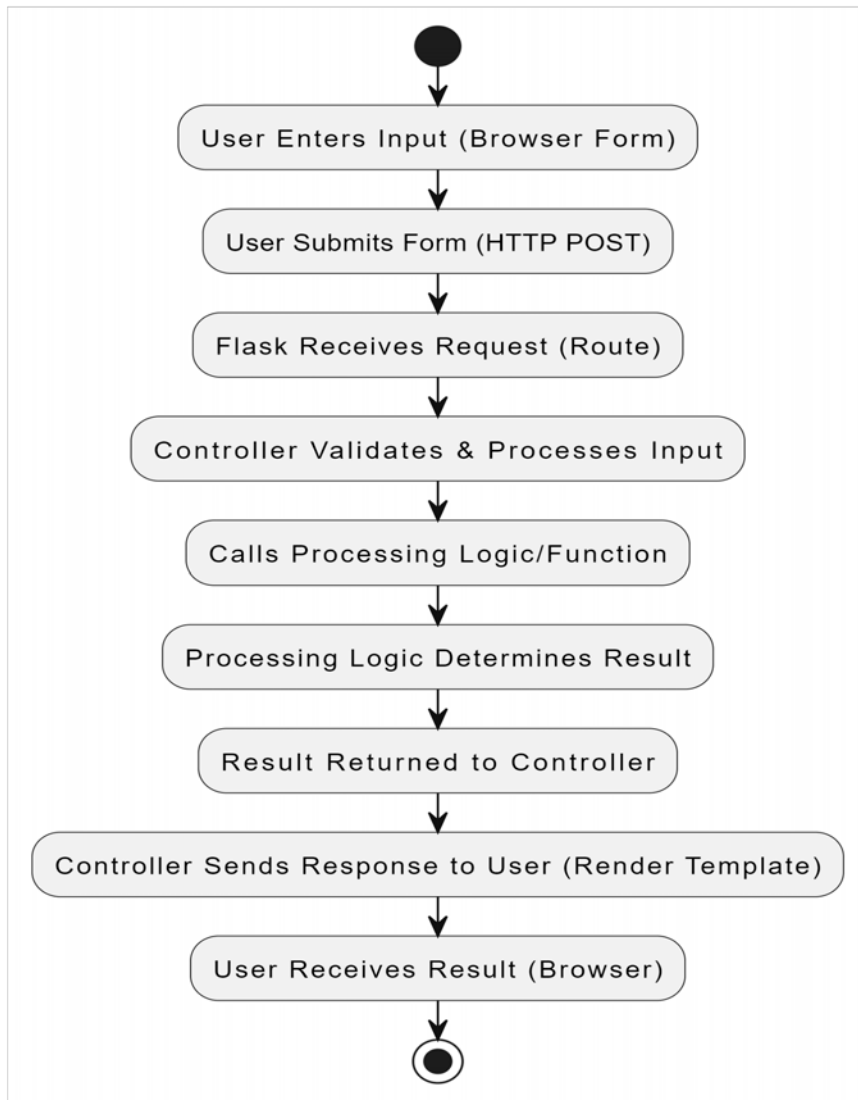 User Enters Input (Browser Form)
User Submits Form (HTTP POST)
Flask Receives Request (Route)
Controller Validates & Processes Input
Calls Processing Logic/Function
Processing Logic Determines Result
Result Returned to Controller
Controller Sends Response to User (Render Template)
User Receives Result (Browser)